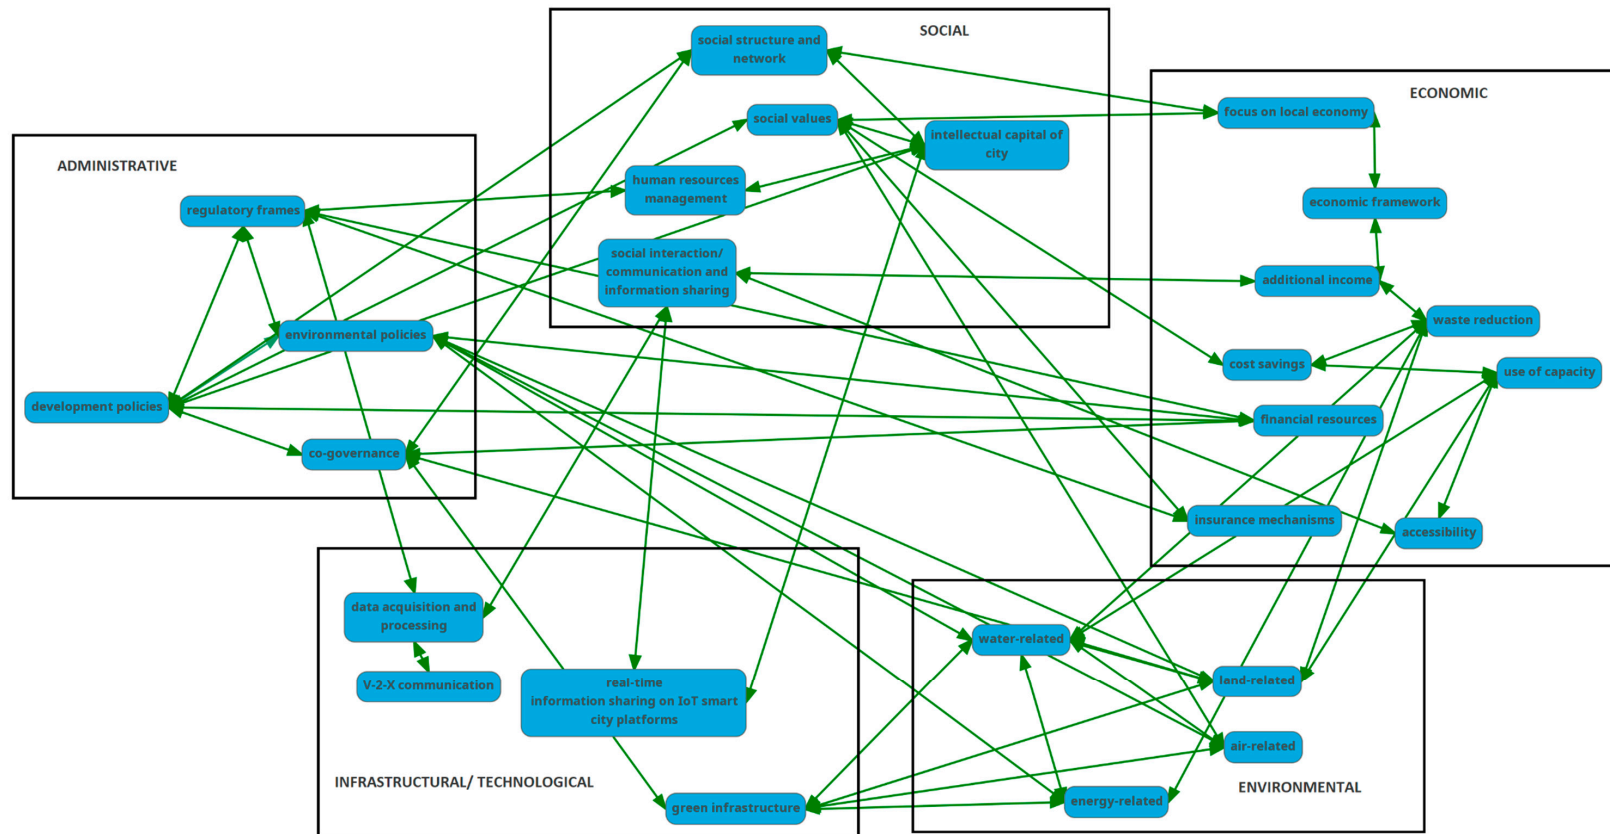 SOCIAL
social structure and
network
social values
intellectual capital of
city
human resources
management
social interaction/
communication and
information sharing
ECONOMIC
focus on local economy
economic framework
additional income
waste reduction
cost savings
use of capacity
financial resources
insurance mechanisms
accessibility
ADMINISTRATIVE
regulatory frames
environmental policies
development policies
co-governance
data acquisition and
processing
V-2-X communication
real-time
information sharing on IoT smart
city platforms
INFRASTRUCTURAL/ TECHNOLOGICAL
green infrastructure
water-related
land-related
air-related
energy-related
ENVIRONMENTAL